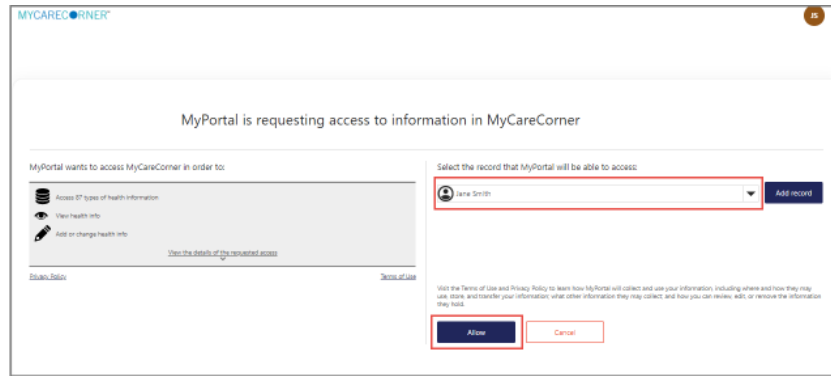 MYCARECORNER
JS
MyPortal is requesting access to information in MyCareCorner
MyPortal wants to access MyCareCorner in order to:
Access 87 types of health information
View health info
Add or change health info
View the details of the requested access
Privacy Policy
Terms of Use
Select the record that MyPortal will be able to access:
Jane Smith
Add record
Visit the Terms of Use and Privacy Policy to learn how MyPortal will collect and use your information, including where and how they may
use, store, and transfer your information; what other information they may collect; and how you can review, edit, or remove the information
they hold.
Allow
Cancel